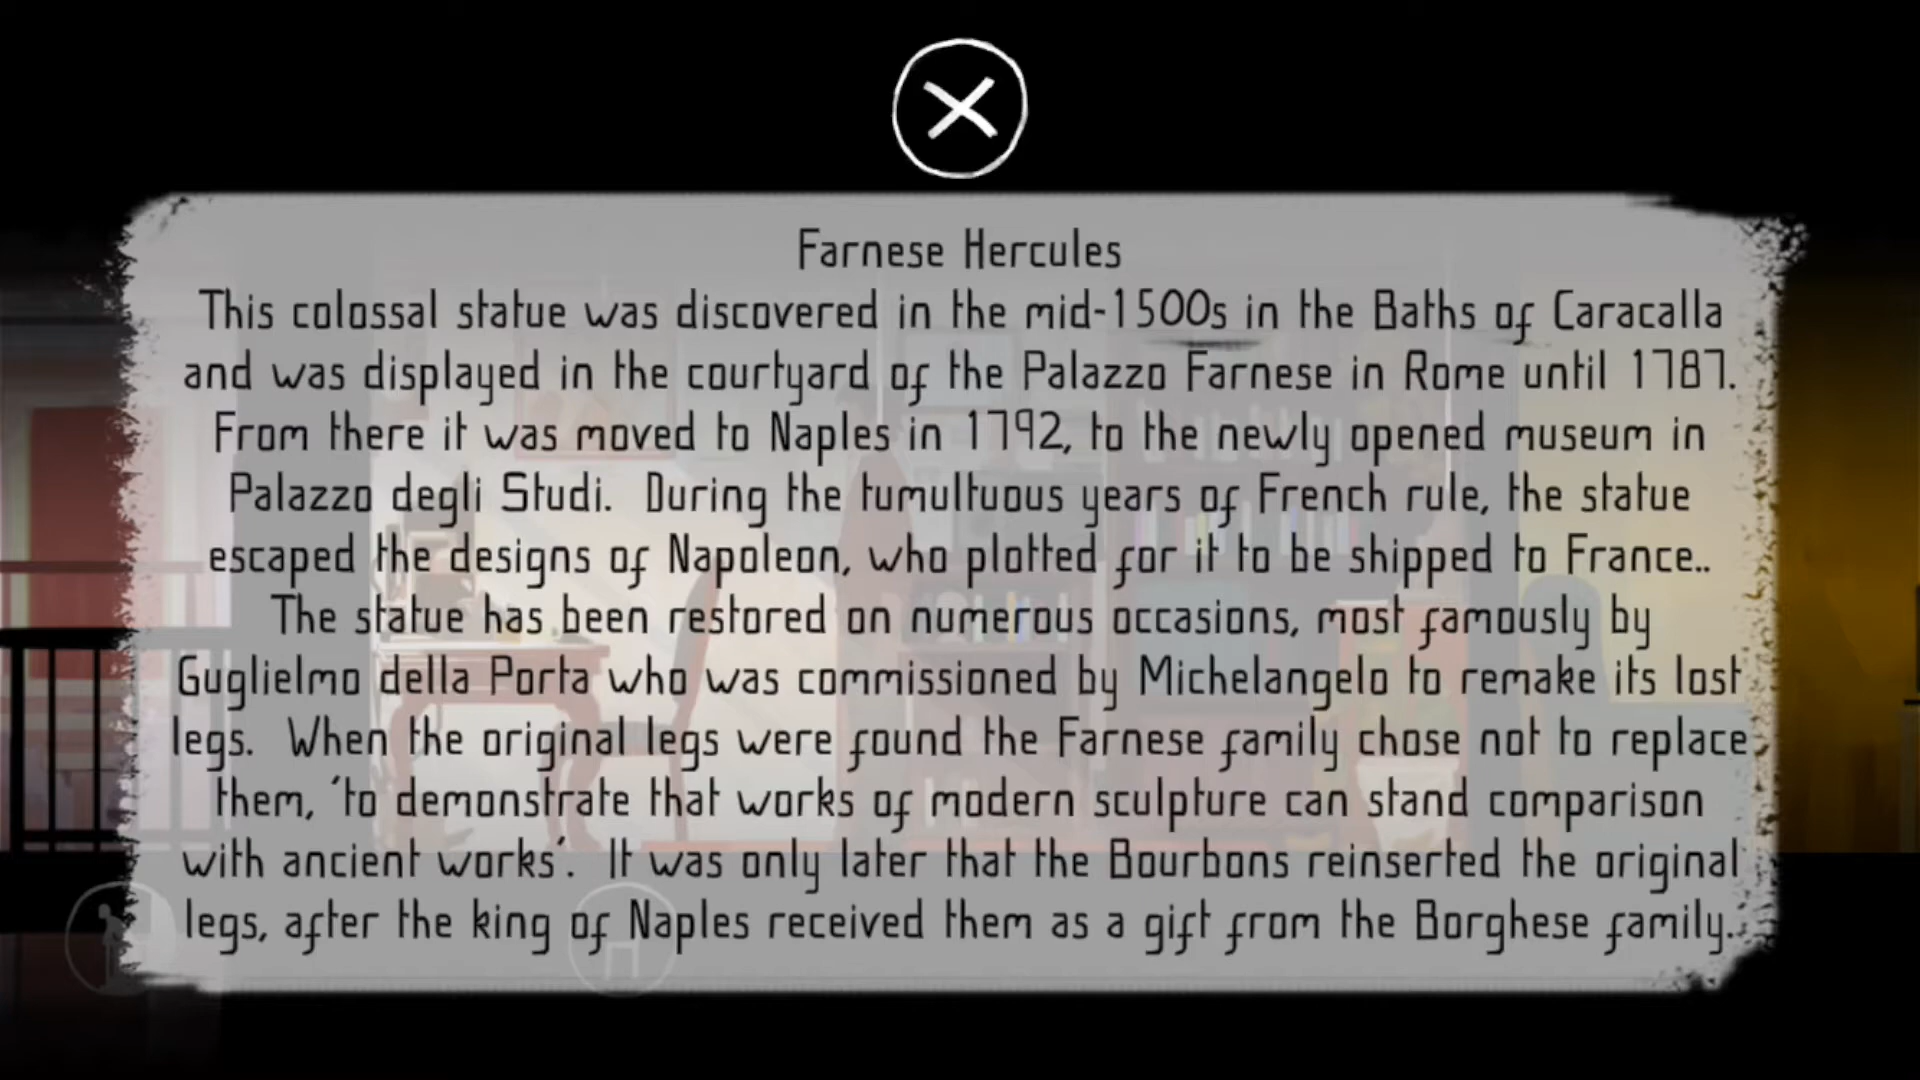 Farnese Hercules
This colossal statue was discovered in the mid-1500s in the Baths of Caracalla
and was displayed in the courtyard of the Palazzo Farnese in Rome until 1787.
From there it was moved to Naples in 1792, to the newly opened museum in
Palazzo degli Studi.  During the tumultuous years of French rule, the statue
escaped the designs of Napoleon, who plotted for it to be shipped to France..
The statue has been restored on numerous occasions, most famously by
Guglielmo della Porta who was commissioned by Michelangelo to remake its lost
legs.  When the original legs were found the Farnese family chose not to replace
them, ‘to demonstrate that works of modern sculpture can stand comparison
with ancient works’.  It was only later that the Bourbons reinserted the original
legs, after the king of Naples received them as a gift from the Borghese family.